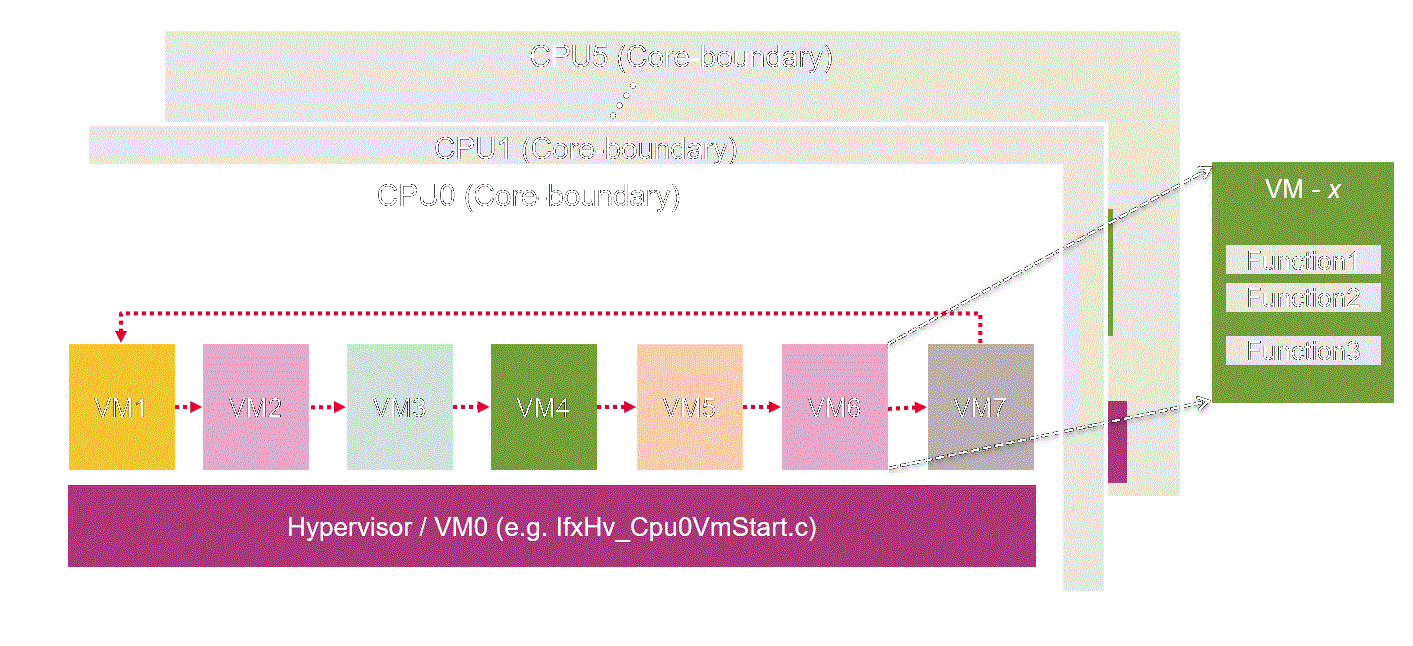 CPU5 (Core-boundary)
CPU1 (Core-boundary)
CPU0 (Core-boundary)
VM - x
Function1
Function2
Function3
VM1
VM2
VM3
VM4
VM5
VM6
VM7
Hypervisor / VM0 (e.g. IfxHv_Cpu0VmStart.c)